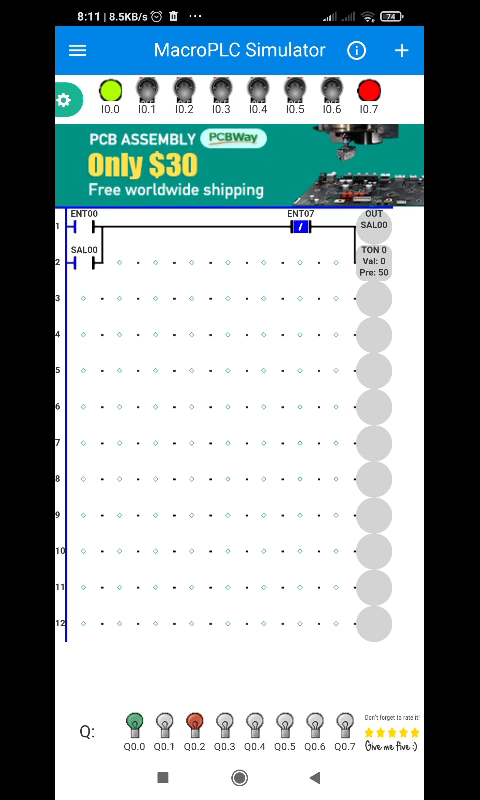 8:11 | 8.5KB/s ...
74
MacroPLC Simulator
I0.0 I0.1 I0.2 I0.3 I0.4 I0.5 I0.6 I0.7
PCB ASSEMBLY PCBWay
Only $30
Free worldwide shipping
ENT00 ENT07 OUT
1 SAL00
SAL00 TON 0
2 Val: 0
Pre: 50
3
4
5
6
7
8
9
10
11
12
Don't forget to rate it!
Q:
Q0.0 Q0.1 Q0.2 Q0.3 Q0.4 Q0.5 Q0.6 Q0.7
Give me five :)